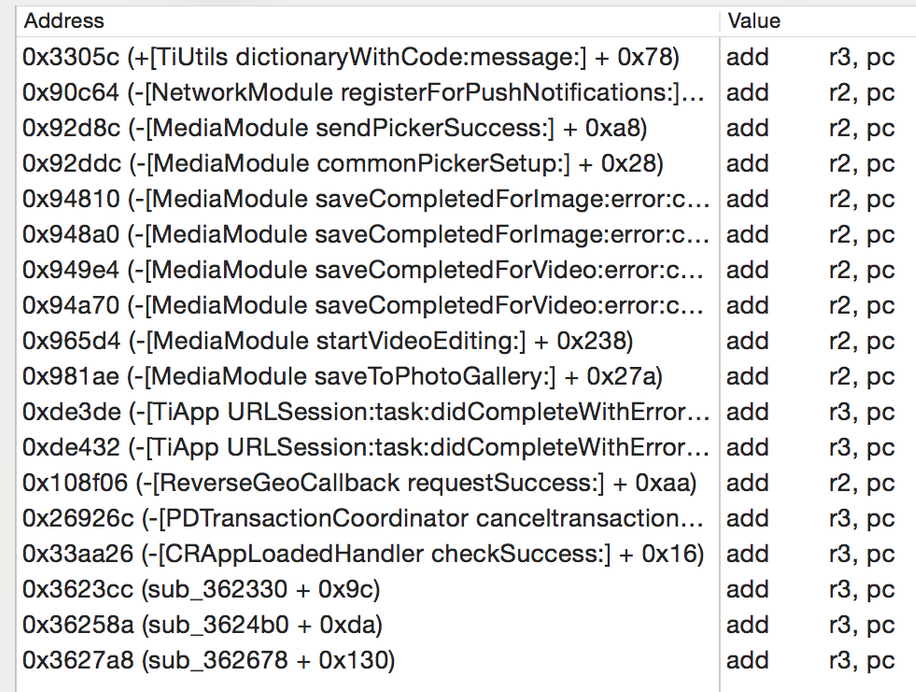 Address Value
0x3305c (+[TiUtils dictionaryWithCode:message:] + 0x78) add r3, pc
0x90c64 (-[NetworkModule registerForPushNotifications:]... add r2, pc
0x92d8c (-[MediaModule sendPickerSuccess:] + 0xa8) add r2, pc
0x92ddc (-[MediaModule commonPickerSetup:] + 0x28) add r2, pc
0x94810 (-[MediaModule saveCompletedForImage:error:c... add r2, pc
0x948a0 (-[MediaModule saveCompletedForImage:error:c... add r2, pc
0x949e4 (-[MediaModule saveCompletedForVideo:error:c... add r2, pc
0x94a70 (-[MediaModule saveCompletedForVideo:error:c... add r2, pc
0x965d4 (-[MediaModule startVideoEditing:] + 0x238) add r2, pc
0x981ae (-[MediaModule saveToPhotoGallery:] + 0x27a) add r2, pc
0xde3de (-[TiApp URLSession:task:didCompleteWithError... add r3, pc
0xde432 (-[TiApp URLSession:task:didCompleteWithError... add r3, pc
0x108f06 (-[ReverseGeoCallback requestSuccess:] + 0xaa) add r2, pc
0x26926c (-[PDTransactionCoordinator canceltransaction... add r3, pc
0x33aa26 (-[CRAppLoadedHandler checkSuccess:] + 0x16) add r3, pc
0x3623cc (sub_362330 + 0x9c) add r3, pc
0x36258a (sub_3624b0 + 0xda) add r3, pc
0x3627a8 (sub_362678 + 0x130) add r3, pc